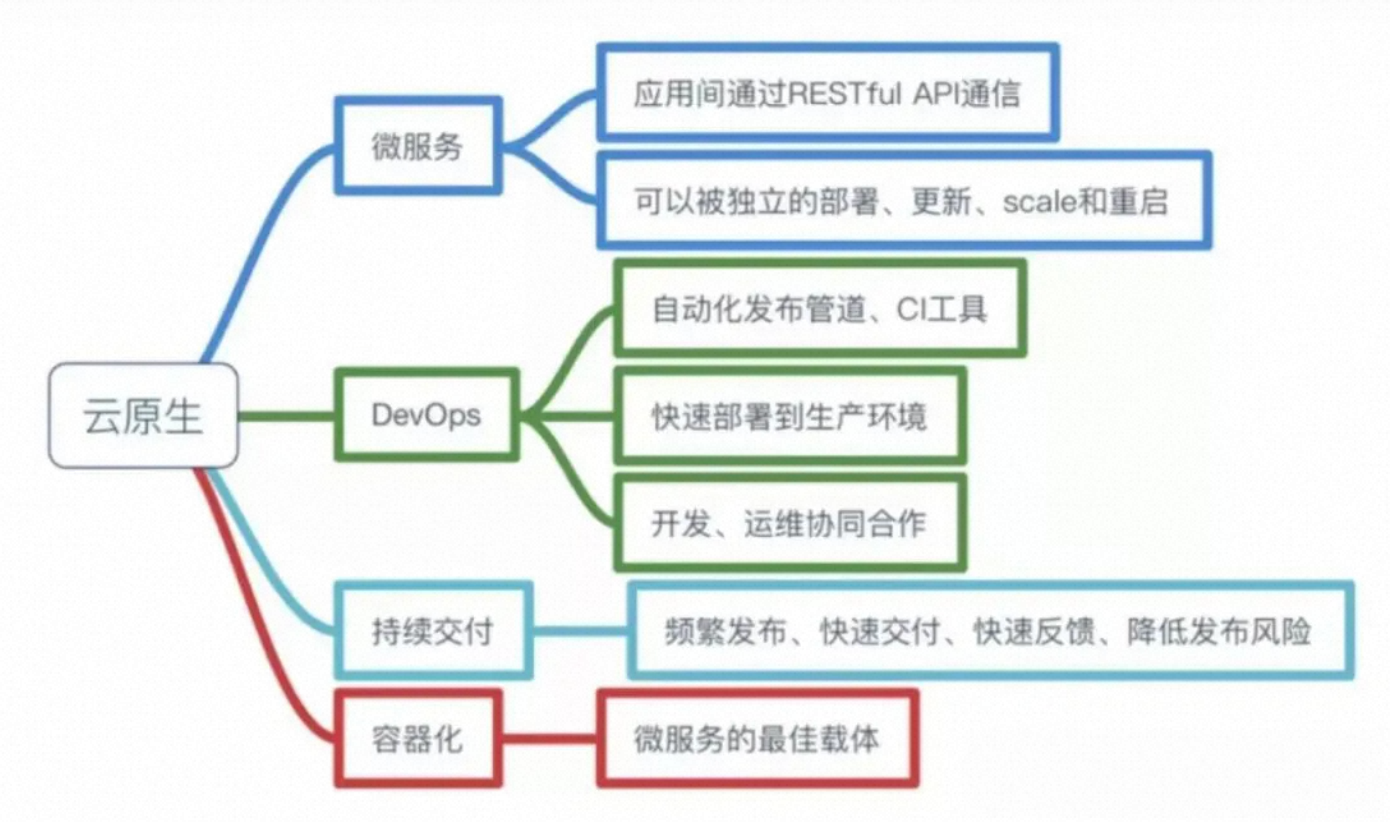 云原生
微服务
应用间通过RESTful API通信
可以被独立的部署、更新、scale和重启
DevOps
自动化发布管道、CI工具
快速部署到生产环境
开发、运维协同合作
持续交付
频繁发布、快速交付、快速反馈、降低发布风险
容器化
微服务的最佳载体